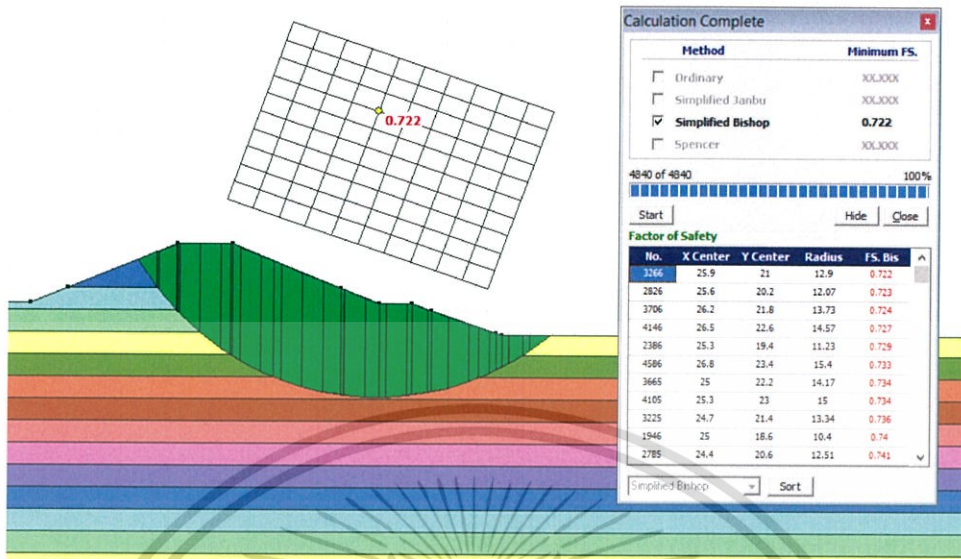 0.722
Calculation Complete
x
Method Minimum FS.
Ordinary XX.XXX
Simplified Janbu XX.XXX
Simplified Bishop 0.722
Spencer XX.XXX
4840 of 4840 100%
Start Hide Close
Factor of Safety
No. X Center Y Center Radius FS. Bis
3266 25.9 21 12.9 0.722
2826 25.6 20.2 12.07 0.723
3706 26.2 21.8 13.73 0.724
4146 26.5 22.6 14.57 0.727
2386 25.3 19.4 11.23 0.729
4586 26.8 23.4 15.4 0.733
3665 25 22.2 14.17 0.734
4105 25.3 23 15 0.734
3225 24.7 21.4 13.34 0.736
1946 25 18.6 10.4 0.74
2785 24.4 20.6 12.51 0.741
Simplified Bishop Sort